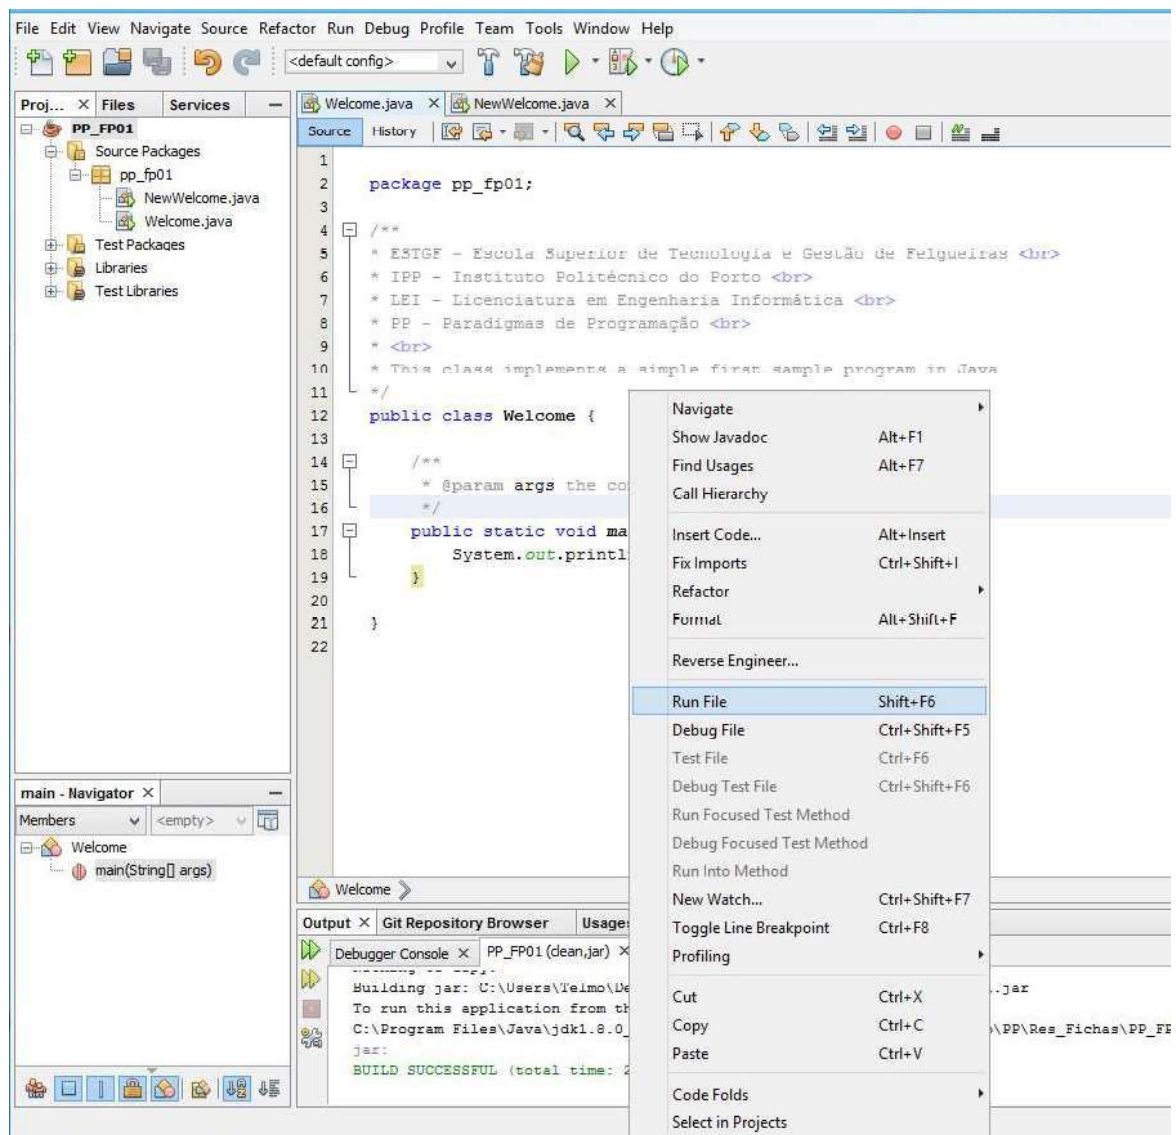 File Edit View Navigate Source Refactor Run Debug Profile Team Tools Window Help
<default config>
Proj... × Files Services
Welcome.java × NewWelcome.java ×
PP_FP01
Source Packages
pp_fp01
NewWelcome.java
Welcome.java
Test Packages
Libraries
Test Libraries
Source History
1
2 package pp_fp01;
3
4 /**
5 * ESTGF - Escola Superior de Tecnologia e Gestão de Felgueiras <br>
6 * IPP - Instituto Politécnico do Porto <br>
7 * LEI - Licenciatura em Engenharia Informática <br>
8 * PP - Paradigmas de Programação <br>
9 * <br>
10 * This class implements a simple first sample program in Java
11 */
12 public class Welcome {
13
14 /**
15 * @param args the co
16 */
17 public static void ma
18 System.out.printl
19 }
20
21 }
22
Navigate
Show Javadoc Alt+F1
Find Usages Alt+F7
Call Hierarchy
Insert Code... Alt+Insert
Fix Imports Ctrl+Shift+I
Refactor
Format Alt+Shift+F
Reverse Engineer...
Run File Shift+F6
Debug File Ctrl+Shift+F5
Test File Ctrl+F6
Debug Test File Ctrl+Shift+F6
Run Focused Test Method
Debug Focused Test Method
Run Into Method
New Watch... Ctrl+Shift+F7
Toggle Line Breakpoint Ctrl+F8
Profiling
Cut Ctrl+X
Copy Ctrl+C
Paste Ctrl+V
Code Folds
Select in Projects
main - Navigator ×
Members <empty>
Welcome
main(String[] args)
Welcome
Output × Git Repository Browser Usage
Debugger Console × PP_FP01 (clean,jar) ×
Building jar: C:\Users\Telmo\De .jar
To run this application from th
C:\Program Files\Java\jdk1.8.0_ \PP\Res_Fichas\PP_FP
jar:
BUILD SUCCESSFUL (total time: 2